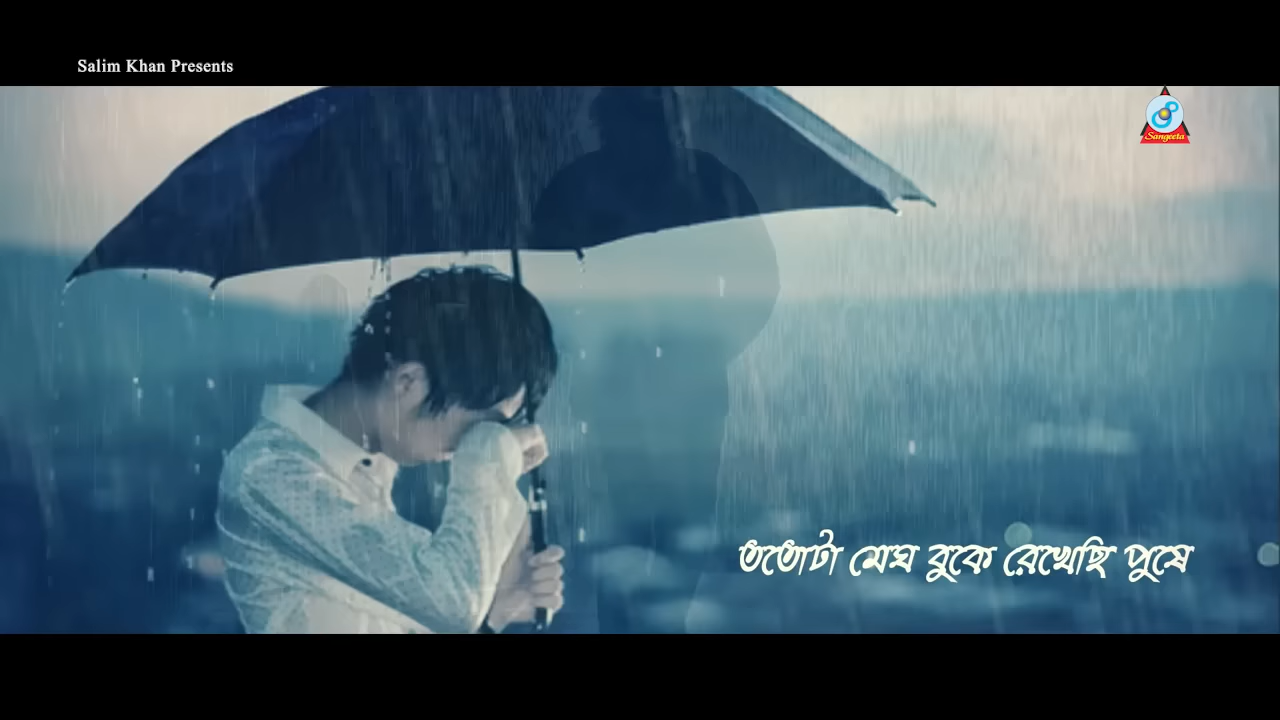 Salim Khan Presents
Sangeeta
ততোটা মেঘ বুকে রেখেছি পুষে